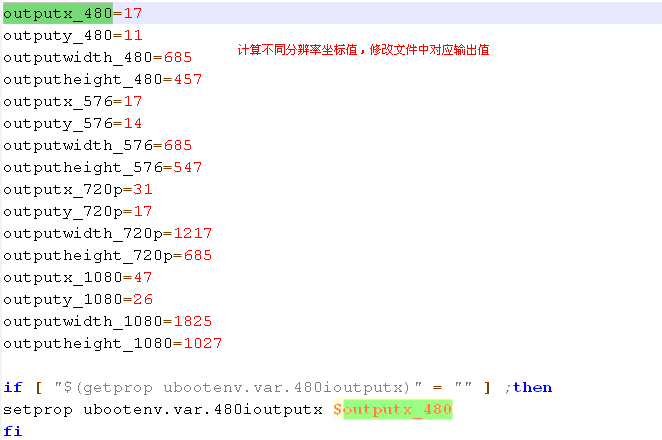 outputx_480=17
outputy_480=11
outputwidth_480=685
计算不同分辨率坐标值，修改文件中对应输出值
outputheight_480=457
outputx_576=17
outputy_576=14
outputwidth_576=685
outputheight_576=547
outputx_720p=31
outputy_720p=17
outputwidth_720p=1217
outputheight_720p=685
outputx_1080=47
outputy_1080=26
outputwidth_1080=1825
outputheight_1080=1027
if [ "$(getprop ubootenv.var.480ioutputx)" = "" ] ;then
setprop ubootenv.var.480ioutputx $outputx_480
fi